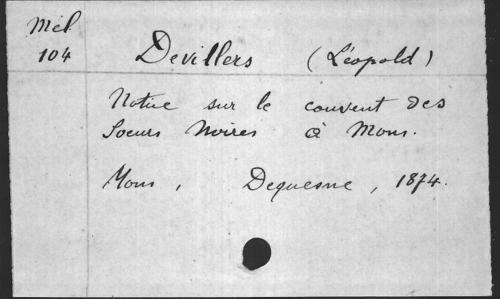 Mél
104
Devillers (Léopold)
Notice sur le couvent des
Soeurs Noires à Mons.
Mons, Dequesne, 1874.